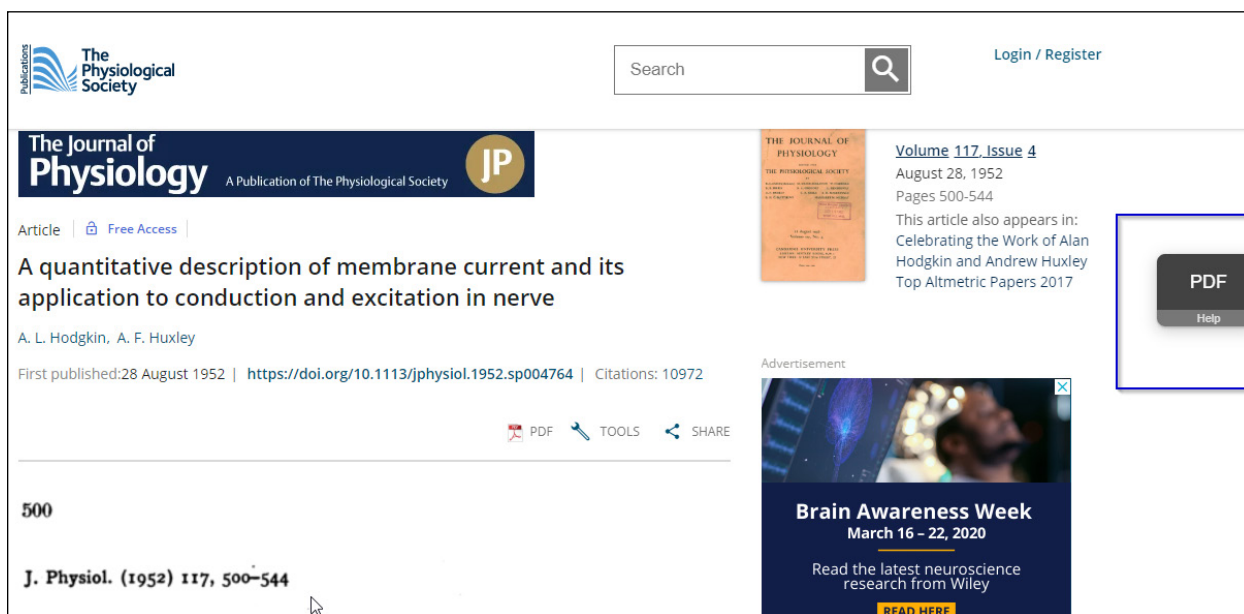 Publications
The
Physiological
Society
Search
Login / Register
The Journal of
Physiology
A Publication of The Physiological Society
JP
THE JOURNAL OF
PHYSIOLOGY
THE PHYSIOLOGICAL SOCIETY
Volume 117, Issue 4
August 28, 1952
Pages 500-544
This article also appears in:
Celebrating the Work of Alan
Hodgkin and Andrew Huxley
Top Altmetric Papers 2017
PDF
Help
Article
Free Access
A quantitative description of membrane current and its
application to conduction and excitation in nerve
A. L. Hodgkin, A. F. Huxley
First published:28 August 1952 | https://doi.org/10.1113/jphysiol.1952.sp004764 | Citations: 10972
PDF TOOLS SHARE
500
J. Physiol. (1952) 117, 500-544
Advertisement
Brain Awareness Week
March 16 – 22, 2020
Read the latest neuroscience
research from Wiley
READ HERE